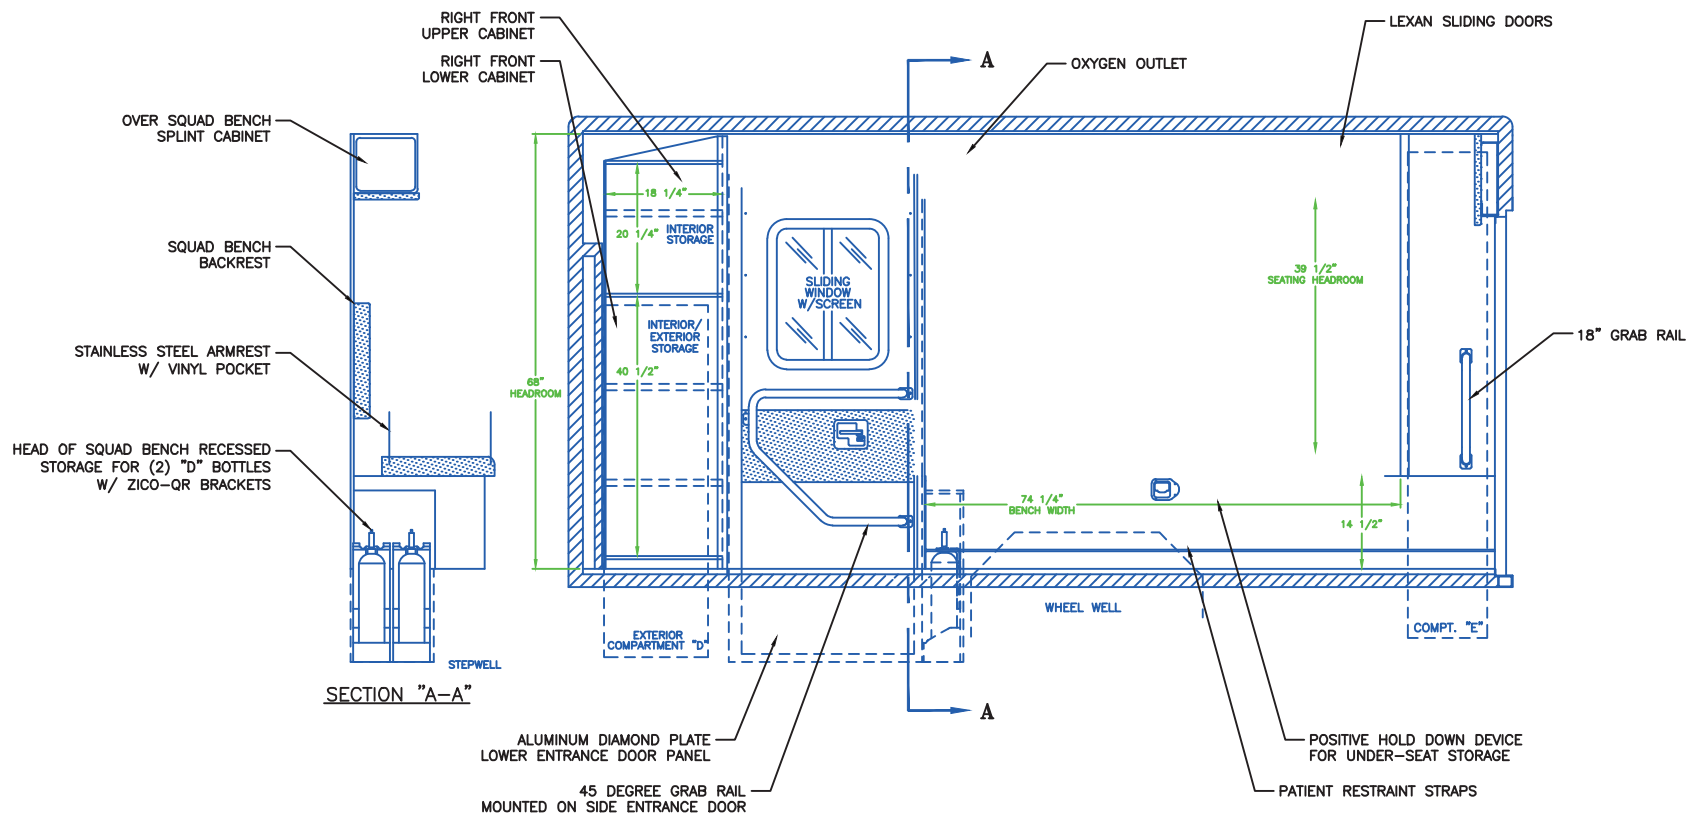 RIGHT FRONT
UPPER CABINET
RIGHT FRONT
LOWER CABINET
LEXAN SLIDING DOORS
A
OXYGEN OUTLET
OVER SQUAD BENCH
SPLINT CABINET
SQUAD BENCH
BACKREST
STAINLESS STEEL ARMREST
W/ VINYL POCKET
HEAD OF SQUAD BENCH RECESSED
STORAGE FOR (2) "D" BOTTLES
W/ ZICO-QR BRACKETS
STEPWELL
SECTION "A-A"
18 1/4"
20 1/4"
INTERIOR
STORAGE
INTERIOR/
EXTERIOR
STORAGE
40 1/2"
68"
HEADROOM
SLIDING
WINDOW
W/SCREEN
39 1/2"
SEATING HEADROOM
18" GRAB RAIL
74 1/4"
BENCH WIDTH
14 1/2"
WHEEL WELL
EXTERIOR
COMPARTMENT "D"
COMPT. "E"
A
ALUMINUM DIAMOND PLATE
LOWER ENTRANCE DOOR PANEL
45 DEGREE GRAB RAIL
MOUNTED ON SIDE ENTRANCE DOOR
POSITIVE HOLD DOWN DEVICE
FOR UNDER-SEAT STORAGE
PATIENT RESTRAINT STRAPS